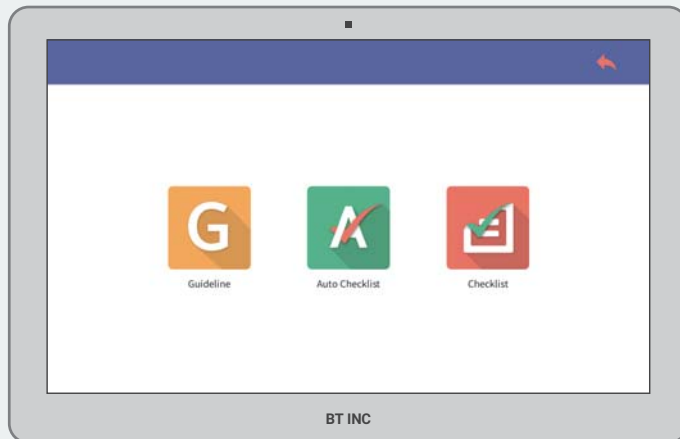 G
A
Guideline
Auto Checklist
Checklist
BT INC